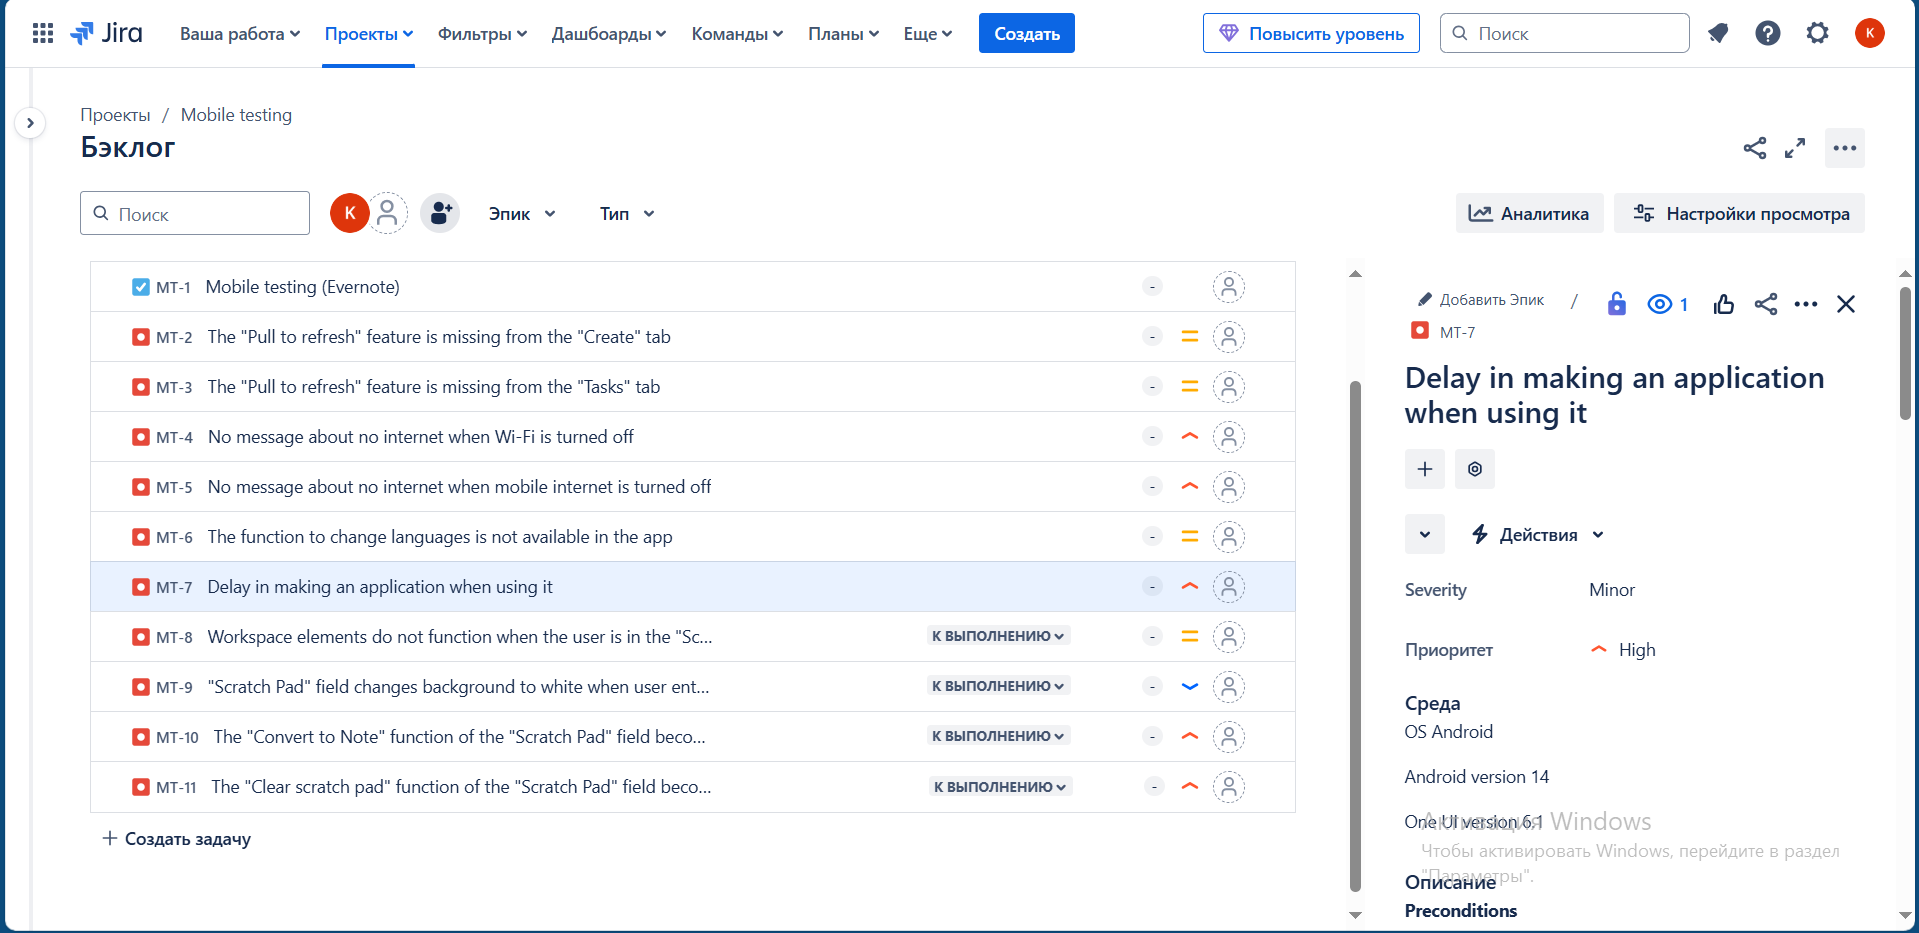 Jira Ваша работа Проекты Фильтры Дашбоарды Команды Планы Еще Создать Повысить уровень Поиск K
Проекты / Mobile testing
Бэклог
Поиск K Эпик Тип Аналитика Настройки просмотра
MT-1 Mobile testing (Evernote) -
MT-2 The "Pull to refresh" feature is missing from the "Create" tab -
MT-3 The "Pull to refresh" feature is missing from the "Tasks" tab -
MT-4 No message about no internet when Wi-Fi is turned off -
MT-5 No message about no internet when mobile internet is turned off -
MT-6 The function to change languages is not available in the app -
MT-7 Delay in making an application when using it -
MT-8 Workspace elements do not function when the user is in the "Sc... К ВЫПОЛНЕНИЮ -
MT-9 "Scratch Pad" field changes background to white when user ent... К ВЫПОЛНЕНИЮ -
MT-10 The "Convert to Note" function of the "Scratch Pad" field beco... К ВЫПОЛНЕНИЮ -
MT-11 The "Clear scratch pad" function of the "Scratch Pad" field beco... К ВЫПОЛНЕНИЮ -
+ Создать задачу
Добавить Эпик / 1
MT-7
Delay in making an application
when using it
Действия
Severity Minor
Приоритет High
Среда
OS Android
Android version 14
One UI version 6.1
Активация Windows
Чтобы активировать Windows, перейдите в раздел
"Параметры".
Описание
Preconditions